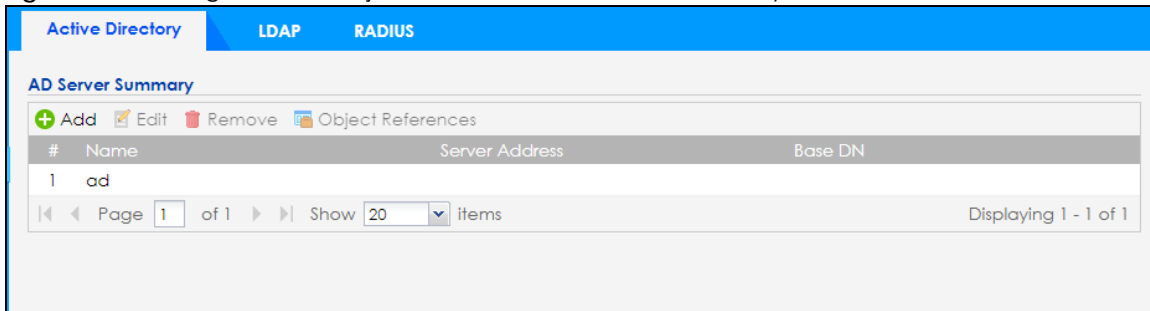 Active Directory LDAP RADIUS
AD Server Summary
Add Edit Remove Object References
# Name Server Address Base DN
1 ad
Page 1 of 1 Show 20 items Displaying 1 - 1 of 1